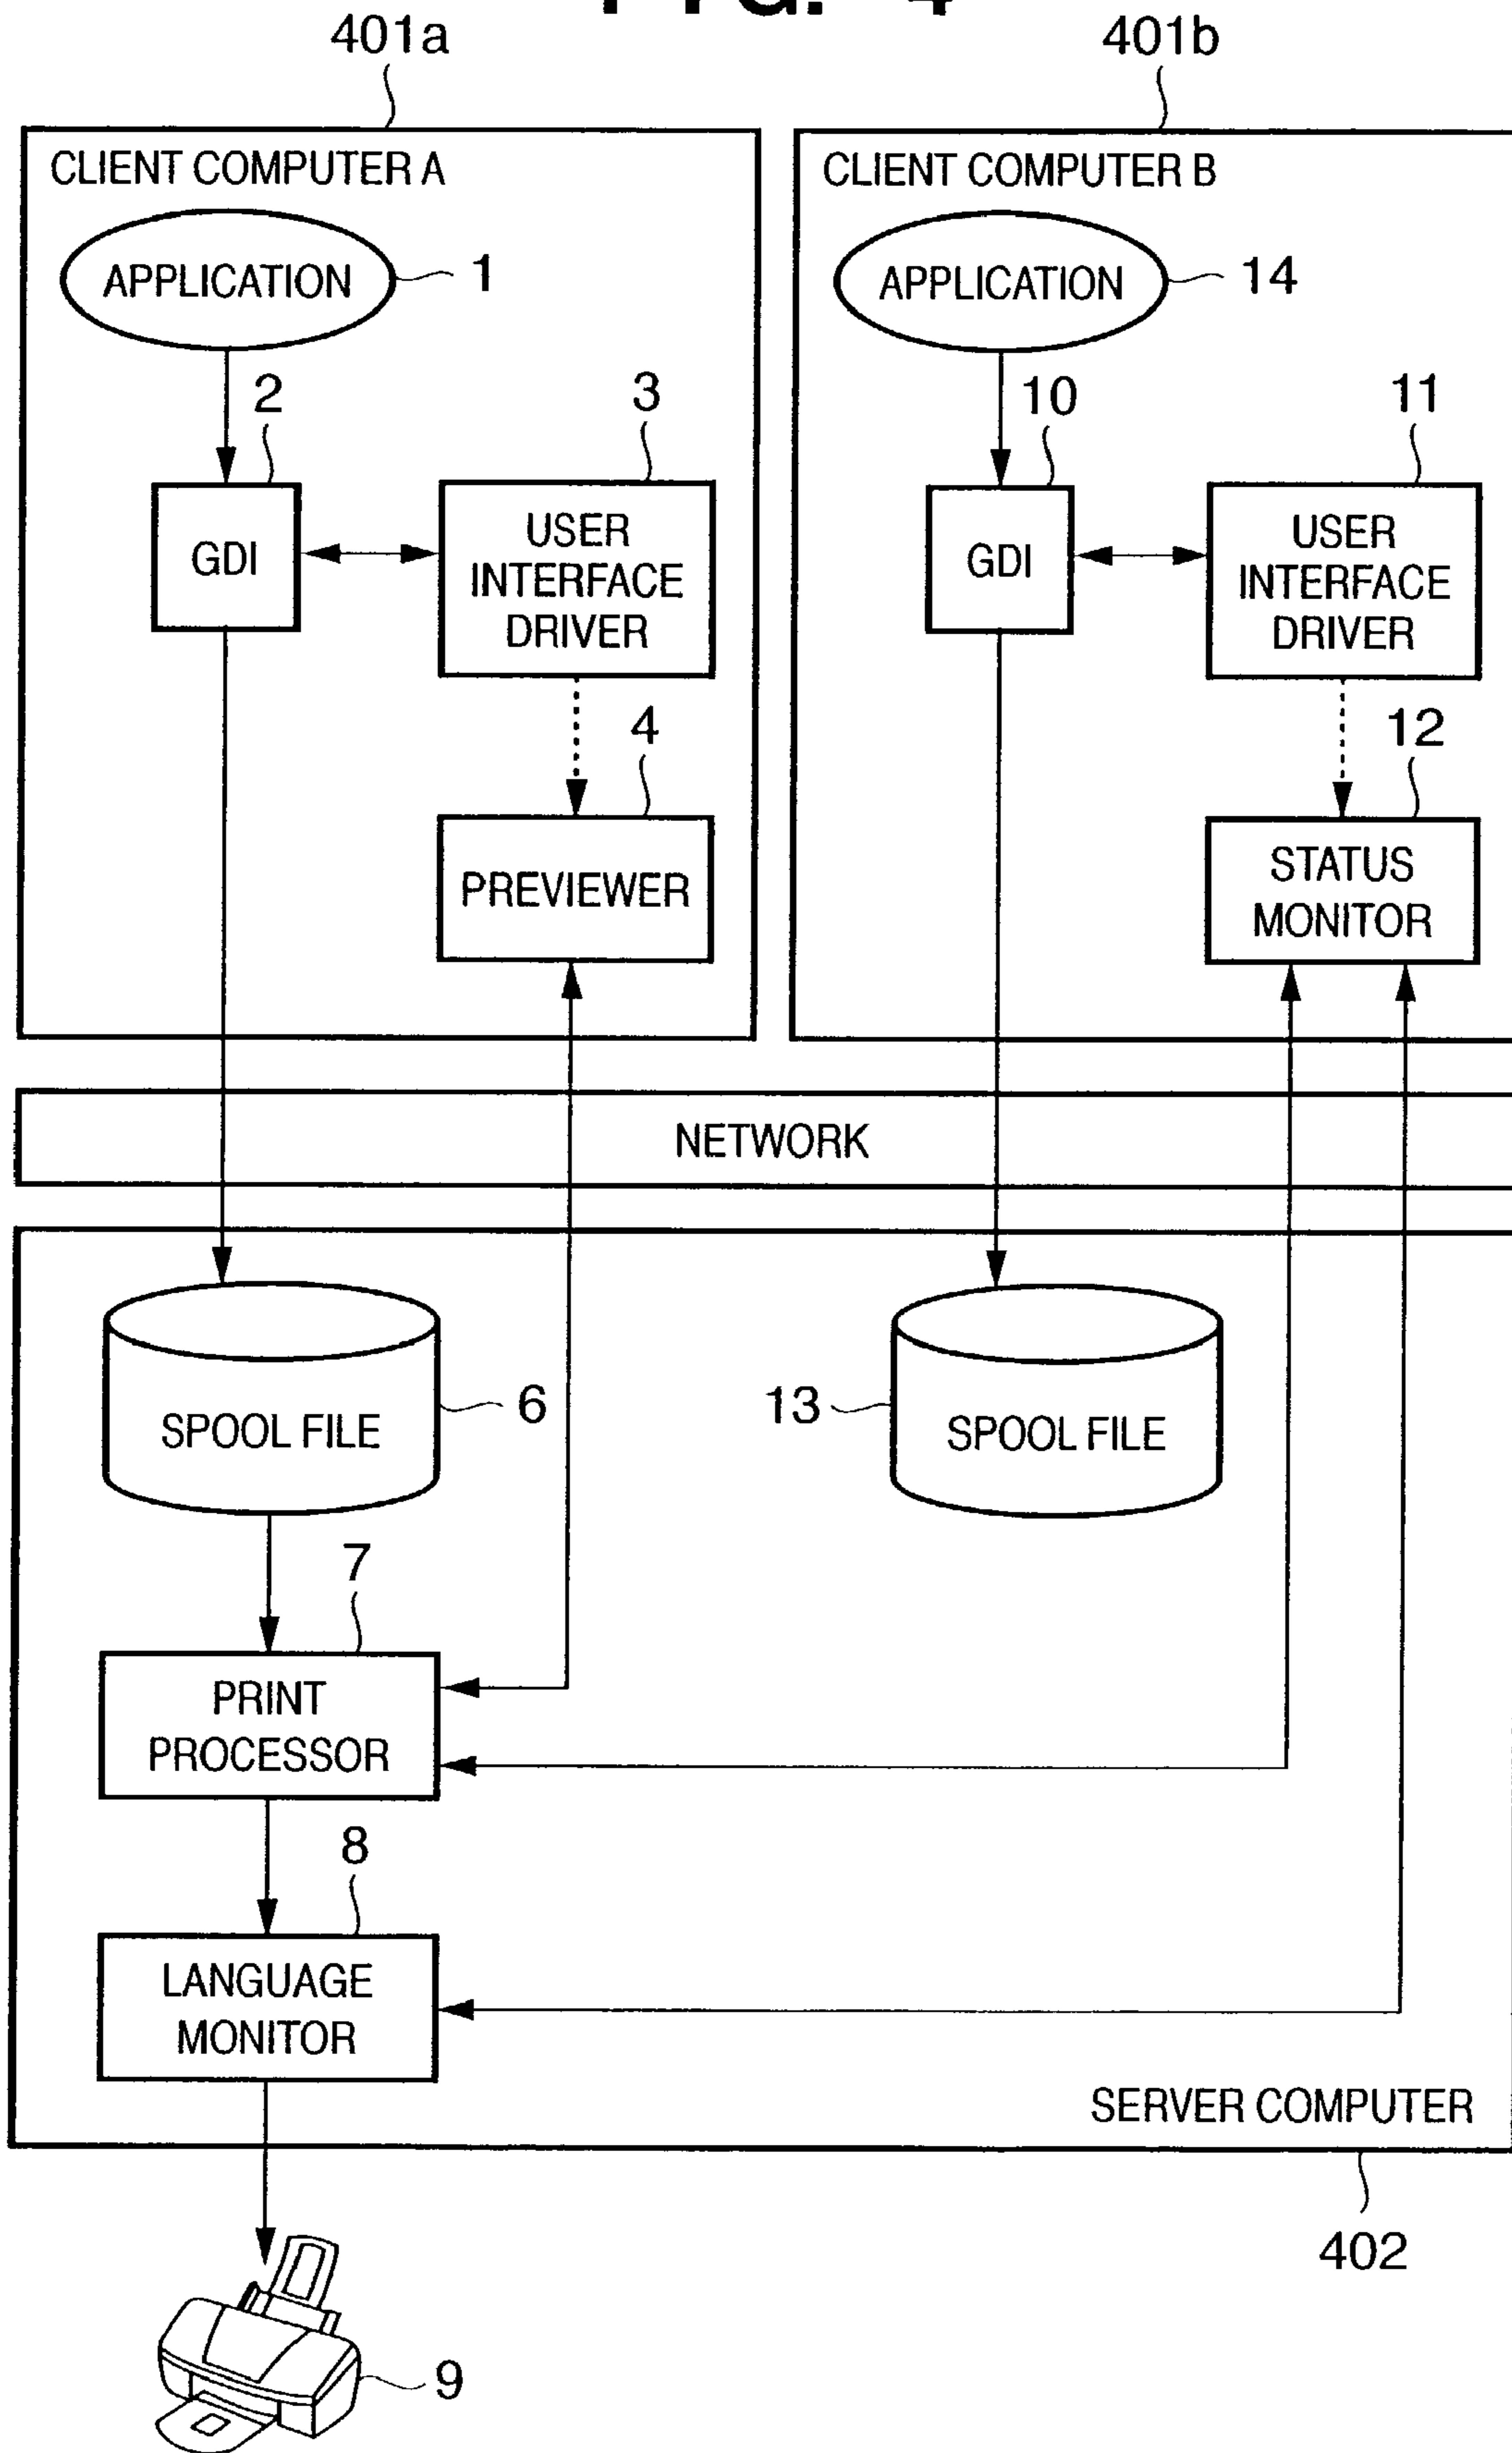 401a
401b
CLIENT COMPUTER A
CLIENT COMPUTER B
APPLICATION
1
APPLICATION
14
2
3
10
11
GDI
USER
INTERFACE
DRIVER
GDI
USER
INTERFACE
DRIVER
4
12
PREVIEWER
STATUS
MONITOR
NETWORK
SPOOL FILE
6
13
SPOOL FILE
7
PRINT
PROCESSOR
8
LANGUAGE
MONITOR
SERVER COMPUTER
402
9